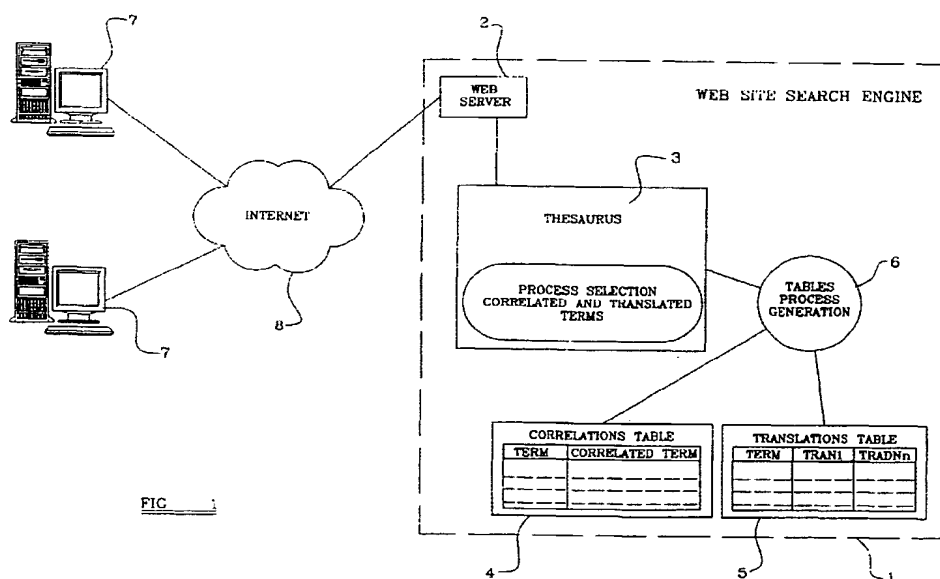 7
2
WEB
SERVER
WEB SITE SEARCH ENGINE
3
INTERNET
THESAURUS
PROCESS SELECTION
CORRELATED AND TRANSLATED
TERMS
6
TABLES
PROCESS
GENERATION
8
7
CORRELATIONS TABLE
TERM CORRELATED TERM
TRANSLATIONS TABLE
TERM TRAN1 TRADNn
FIG 1
4
5
1